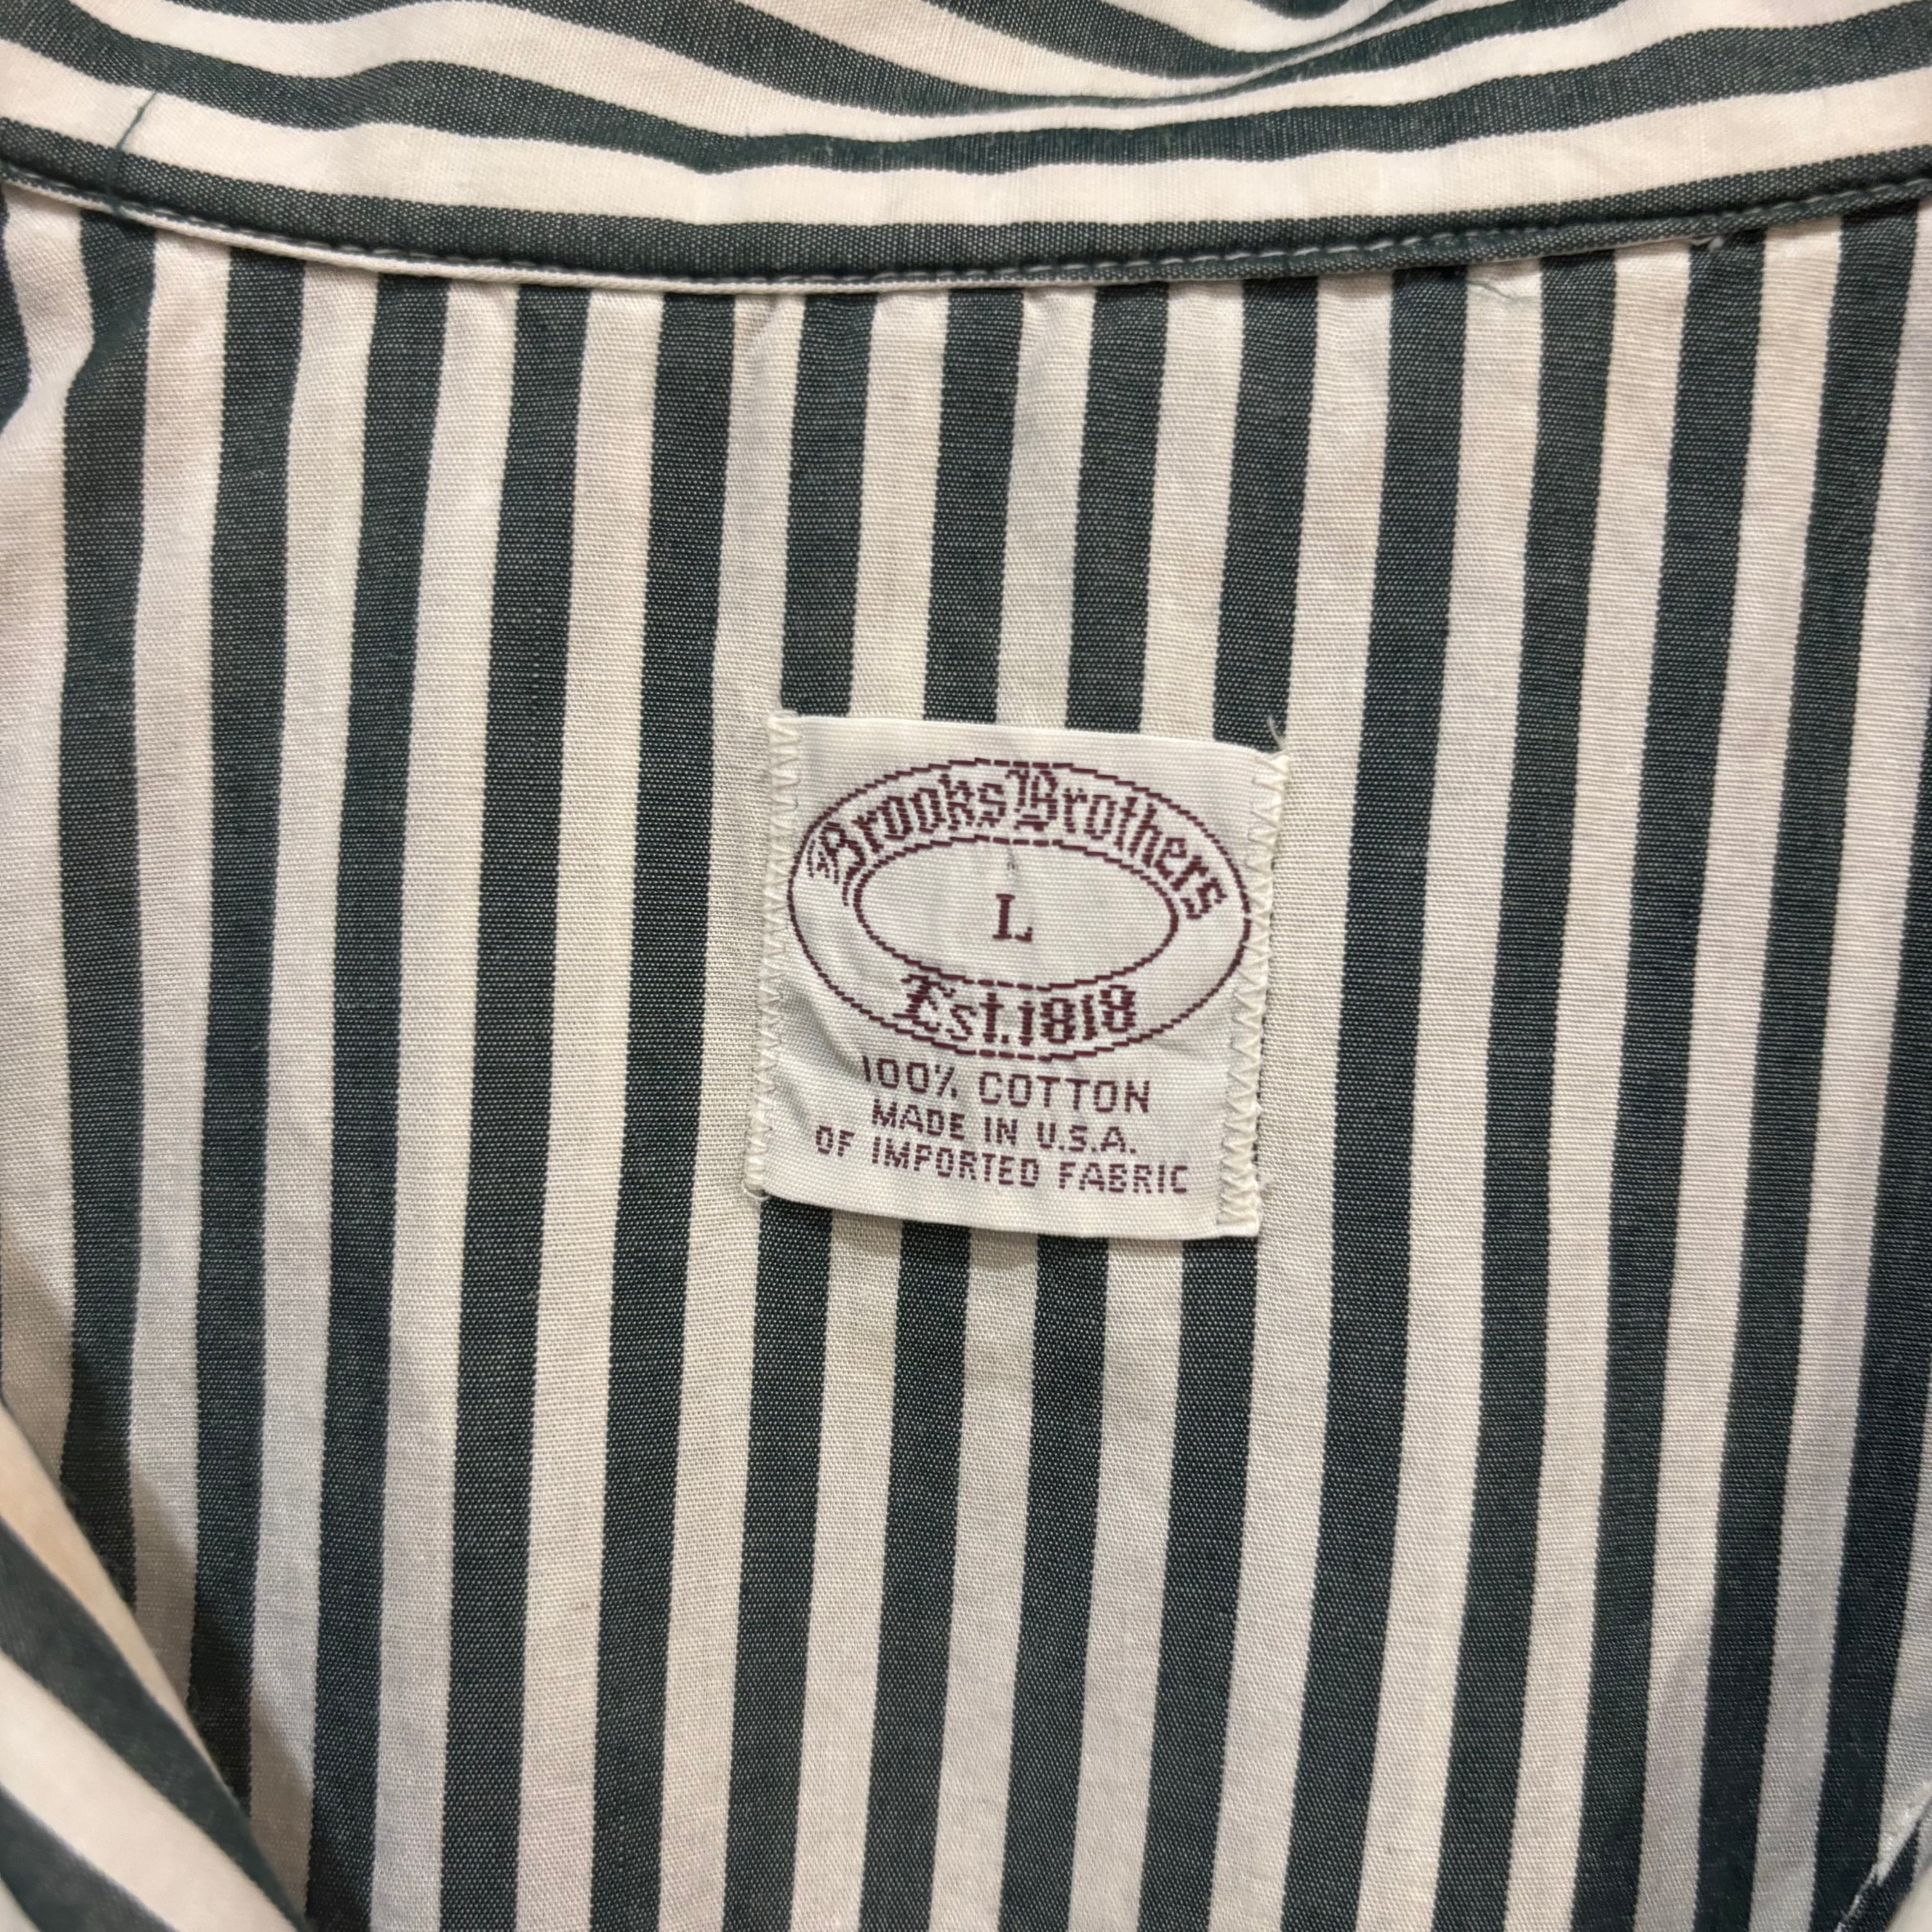 Brooks Brothers
L
Est. 1818
100% COTTON
MADE IN U.S.A.
OF IMPORTED FABRIC